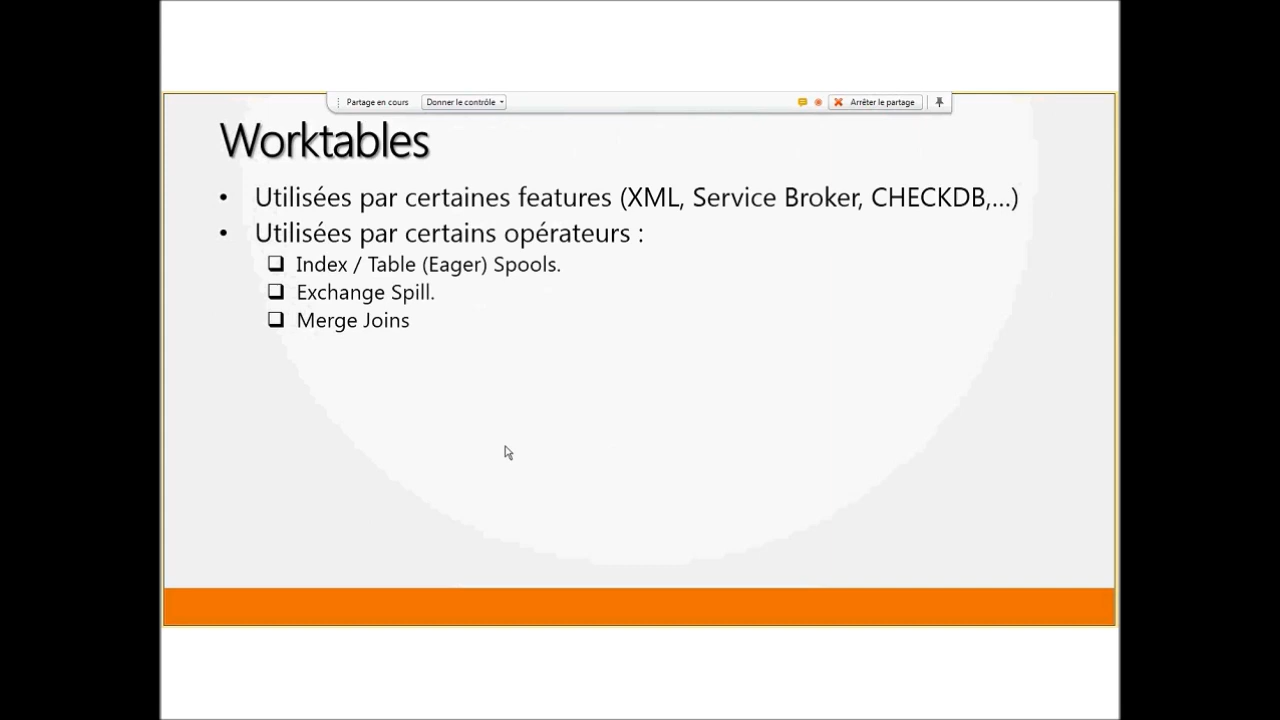 Partage en cours Donner le contrôle Arrêter le partage
Worktables
• Utilisées par certaines features (XML, Service Broker, CHECKDB,...)
• Utilisées par certains opérateurs :
❑ Index / Table (Eager) Spools.
❑ Exchange Spill.
❑ Merge Joins